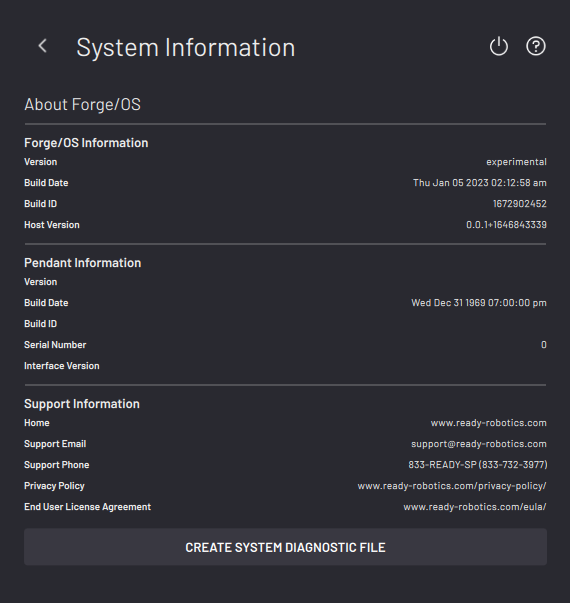 System Information
About Forge/OS
Forge/OS Information
Version experimental
Build Date Thu Jan 05 2023 02:12:58 am
Build ID 1672902452
Host Version 0.0.1+1646843339
Pendant Information
Version
Build Date Wed Dec 31 1969 07:00:00 pm
Build ID
Serial Number 0
Interface Version
Support Information
Home www.ready-robotics.com
Support Email support@ready-robotics.com
Support Phone 833-READY-SP (833-732-3977)
Privacy Policy www.ready-robotics.com/privacy-policy/
End User License Agreement www.ready-robotics.com/eula/
CREATE SYSTEM DIAGNOSTIC FILE